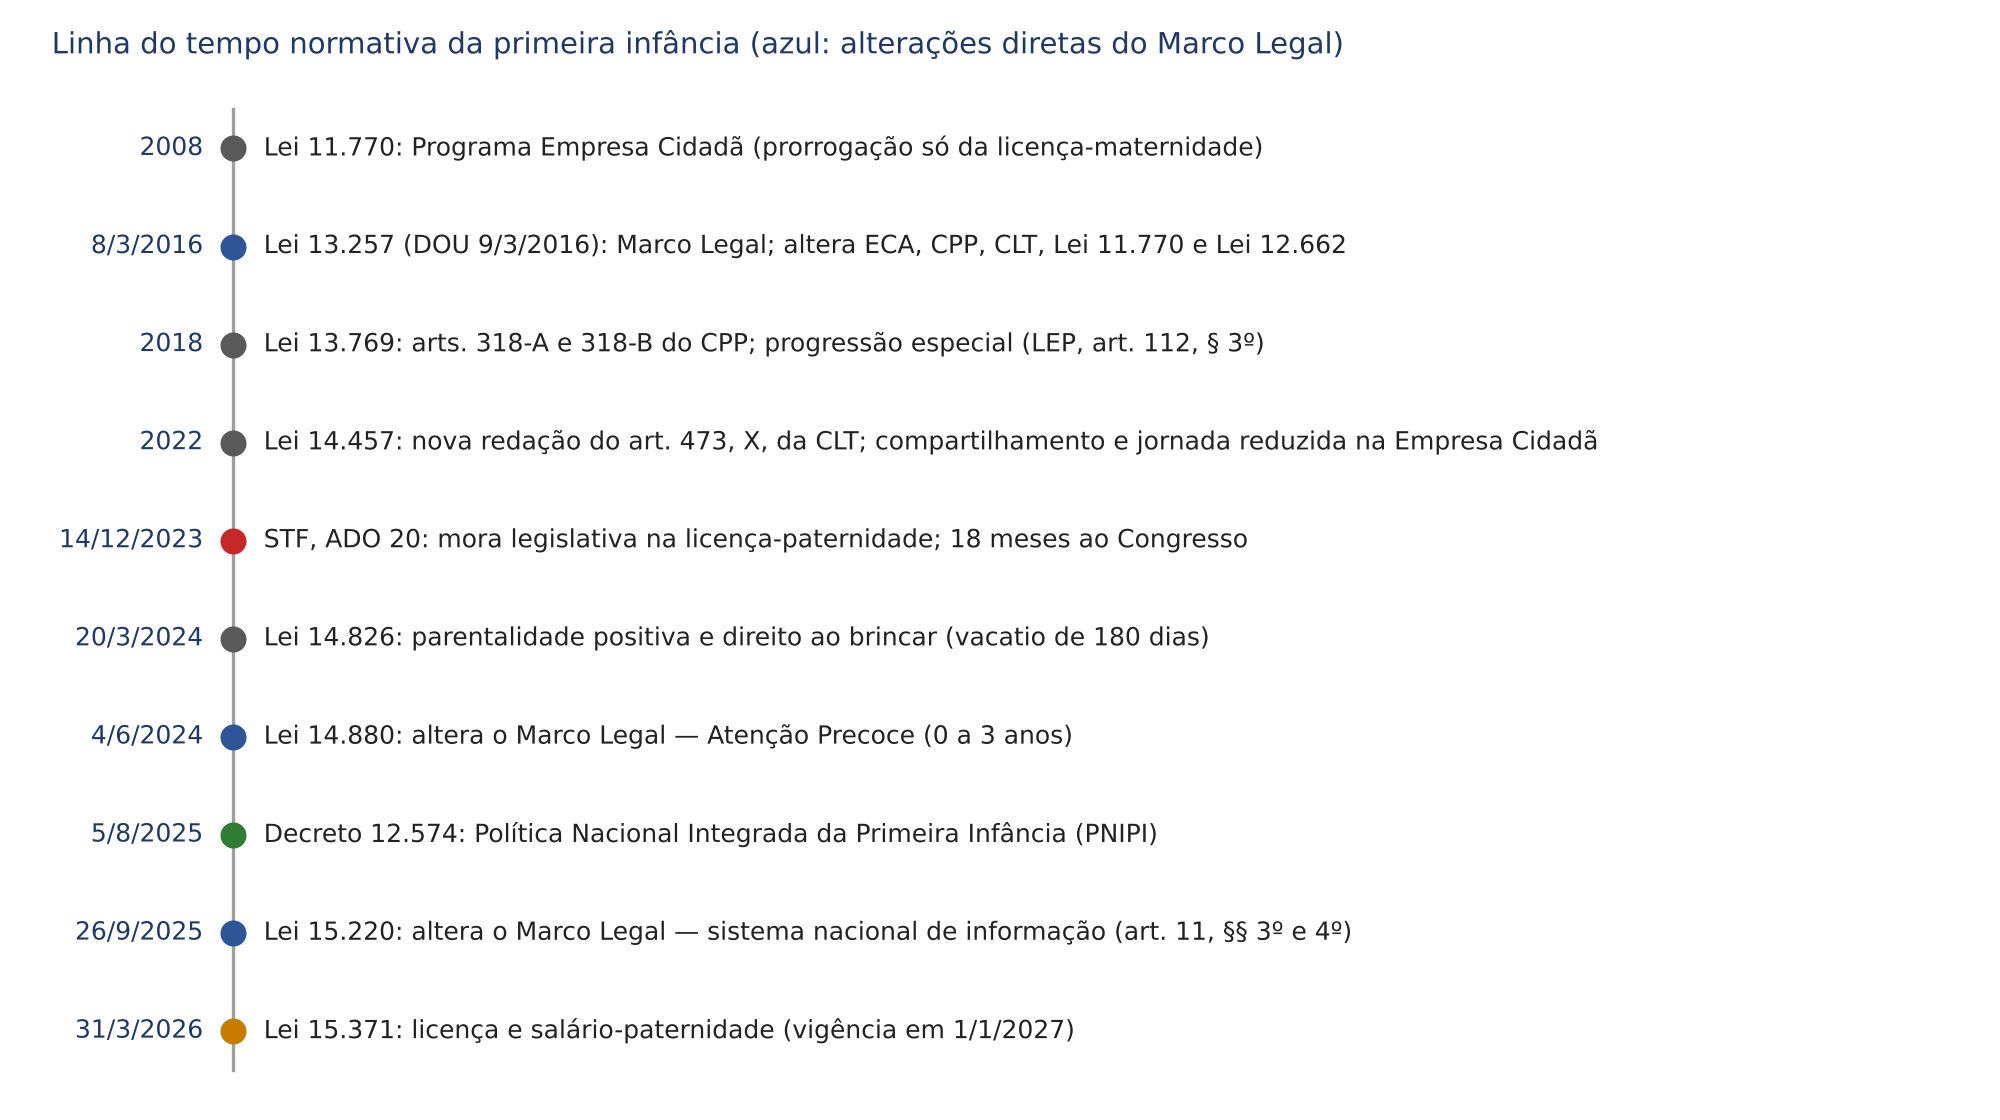 Linha do tempo normativa da primeira infância (azul: alterações diretas do Marco Legal)
2008 Lei 11.770: Programa Empresa Cidadã (prorrogação só da licença-maternidade)
8/3/2016 Lei 13.257 (DOU 9/3/2016): Marco Legal; altera ECA, CPP, CLT, Lei 11.770 e Lei 12.662
2018 Lei 13.769: arts. 318-A e 318-B do CPP; progressão especial (LEP, art. 112, § 3º)
2022 Lei 14.457: nova redação do art. 473, X, da CLT; compartilhamento e jornada reduzida na Empresa Cidadã
14/12/2023 STF, ADO 20: mora legislativa na licença-paternidade; 18 meses ao Congresso
20/3/2024 Lei 14.826: parentalidade positiva e direito ao brincar (vacatio de 180 dias)
4/6/2024 Lei 14.880: altera o Marco Legal — Atenção Precoce (0 a 3 anos)
5/8/2025 Decreto 12.574: Política Nacional Integrada da Primeira Infância (PNIPI)
26/9/2025 Lei 15.220: altera o Marco Legal — sistema nacional de informação (art. 11, §§ 3º e 4º)
31/3/2026 Lei 15.371: licença e salário-paternidade (vigência em 1/1/2027)